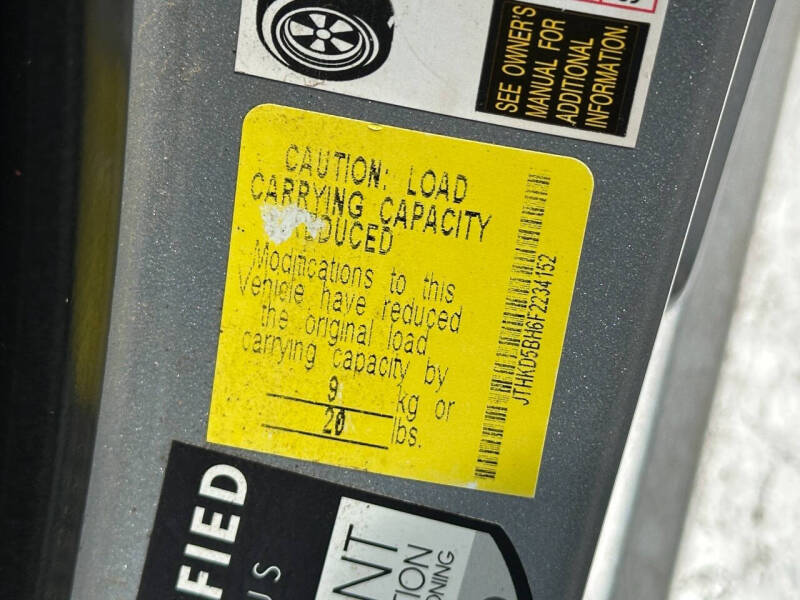 SEE OWNER'S
MANUAL FOR
ADDITIONAL
INFORMATION.
CAUTION: LOAD
CARRYING CAPACITY
REDUCED
Modifications to this
Vehicle have reduced
the original load
carrying capacity by
9 kg or
20 lbs.
JTHKD5BH6F2234152
FIED
US
NT
TION
ONING